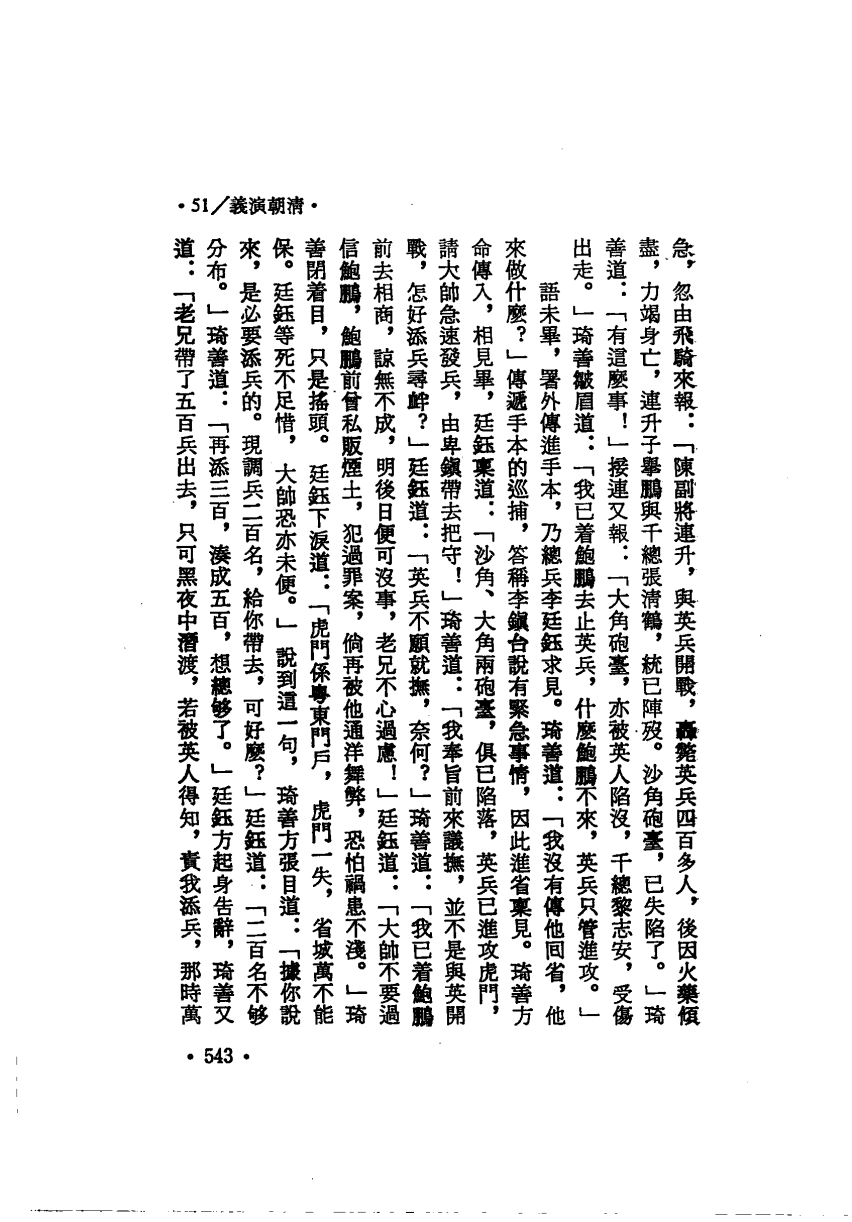 •51／義演朝清•
急，忽由飛騎來報：「陳副將連升，與英兵開戰，轟斃英兵四百多人，後因火藥傾
盡，力竭身亡，連升子舉鵬與千總張清鶴，統已陣歿。沙角砲臺，已失陷了。」琦
善道：「有這麼事！」接連又報：「大角砲臺，亦被英人陷沒，千總黎志安，受傷
出走。」琦善皺眉道：「我已着鮑鵬去止英兵，什麼鮑鵬不來，英兵只管進攻。」
語未畢，署外傳進手本，乃總兵李廷鈺求見。琦善道：「我沒有傳他回省，他
來做什麼？」傳遞手本的巡捕，答稱李鎭台說有緊急事情，因此進省稟見。琦善方
命傳入，相見畢，廷鈺稟道：「沙角、大角兩砲臺，俱已陷落，英兵已進攻虎門，
請大帥急速發兵，由卑鎭帶去把守！」琦善道：「我奉旨前來議撫，並不是與英開
戰，怎好添兵尋衅？」廷鈺道：「英兵不願就撫，奈何？」琦善道：「我已着鮑鵬
前去相商，諒無不成，明後日便可沒事，老兄不心過慮！」廷鈺道：「大帥不要過
信鮑鵬，鮑鵬前曾私販煙土，犯過罪案，倘再被他通洋舞弊，恐怕禍患不淺。」琦
善閉着目，只是搖頭。廷鈺下淚道：「虎門係粵東門戶，虎門一失，省城萬不能
保。廷鈺等死不足惜，大帥恐亦未便。」說到這一句，琦善方張目道：「據你說
來，是必要添兵的。現調兵二百名，給你帶去，可好麼？」廷鈺道：「二百名不够
分布。」琦善道：「再添三百，湊成五百，想總够了。」廷鈺方起身告辭，琦善又
道：「老兄帶了五百兵出去，只可黑夜中潛渡，若被英人得知，責我添兵，那時萬
•543•